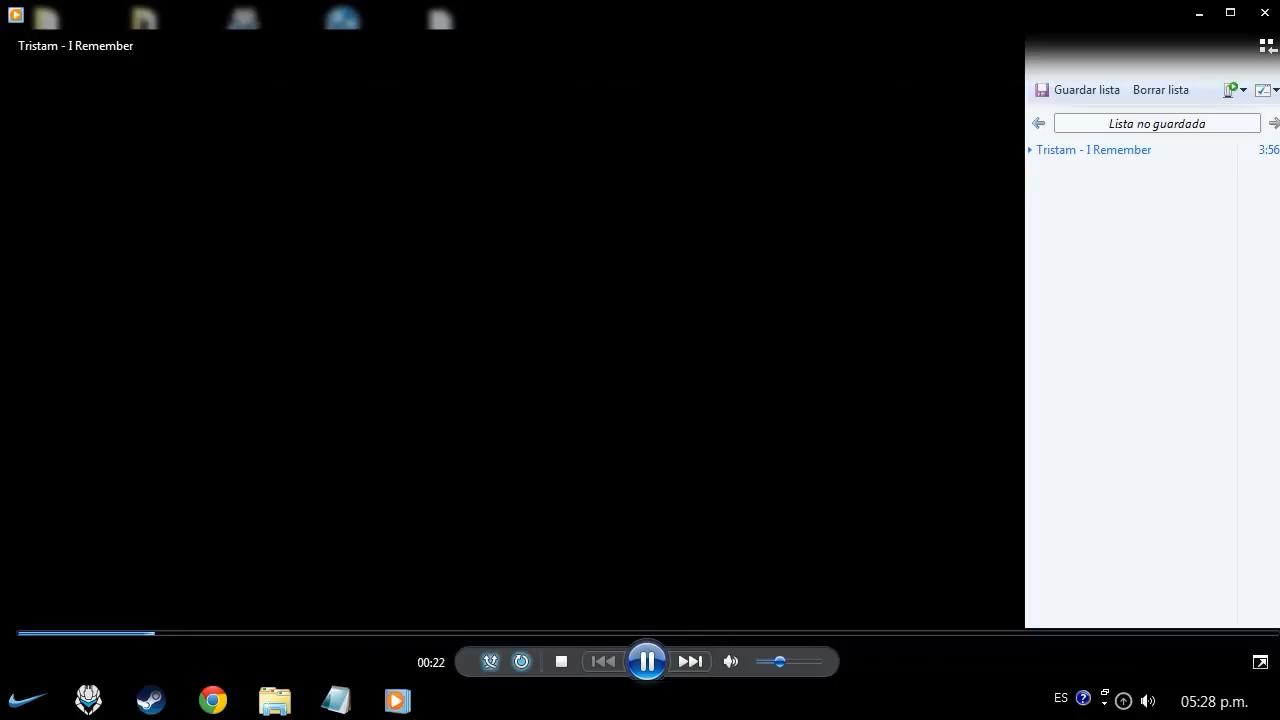 Tristam - I Remember
Guardar lista Borrar lista
Lista no guardada
Tristam - I Remember 3:56
00:22
ES
05:28 p.m.